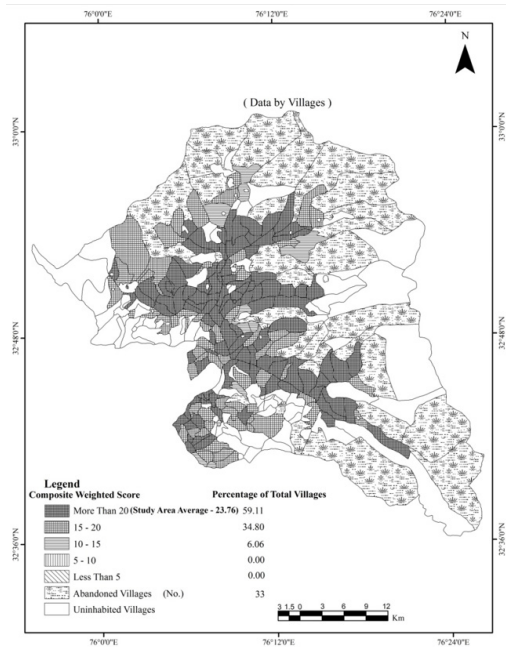 76°0'0"E 76°12'0"E 76°24'0"E
N
( Data by Villages )
33°0'0"N 33°0'0"N
32°48'0"N 32°48'0"N
32°36'0"N 32°36'0"N
Legend
Composite Weighted Score Percentage of Total Villages
More Than 20 (Study Area Average - 23.76) 59.11
15 - 20 34.80
10 - 15 6.06
5 - 10 0.00
Less Than 5 0.00
Abandoned Villages (No.) 33
Uninhabited Villages
3 1.5 0 3 6 9 12
Km
76°0'0"E 76°12'0"E 76°24'0"E